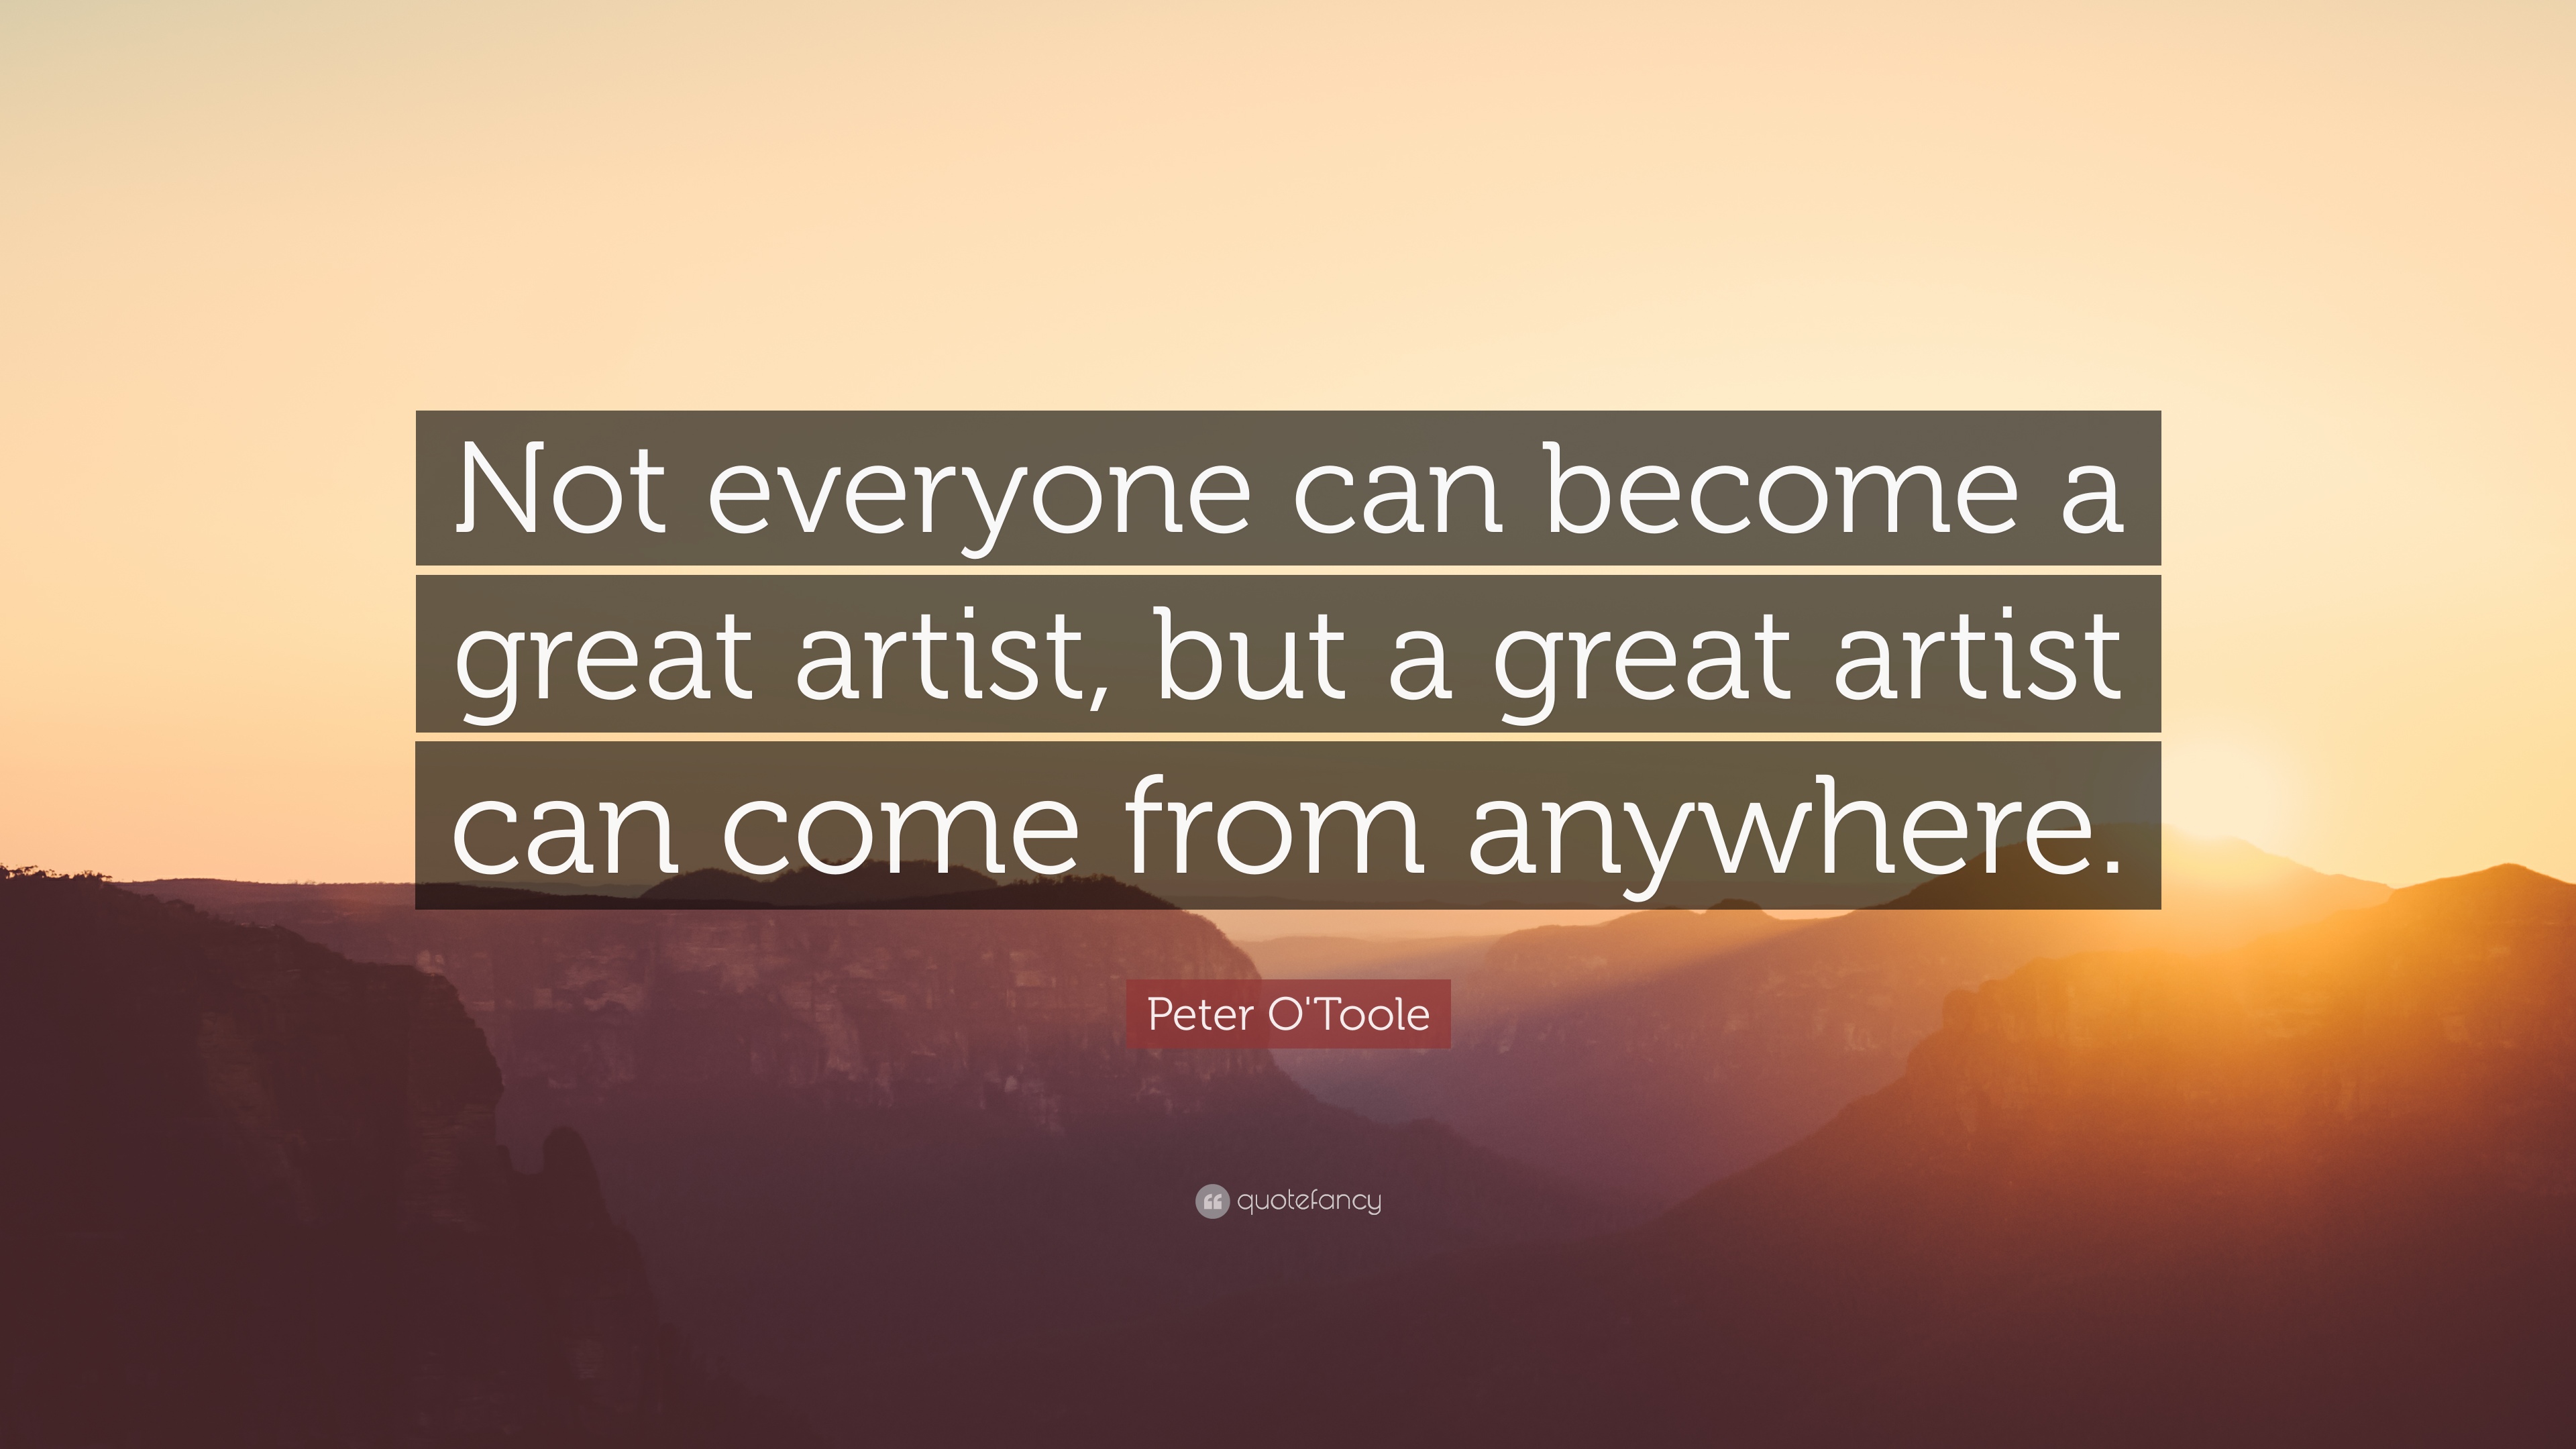 Not everyone can become a
great artist, but a great artist
can come from anywhere.
Peter O'Toole
quotefancy